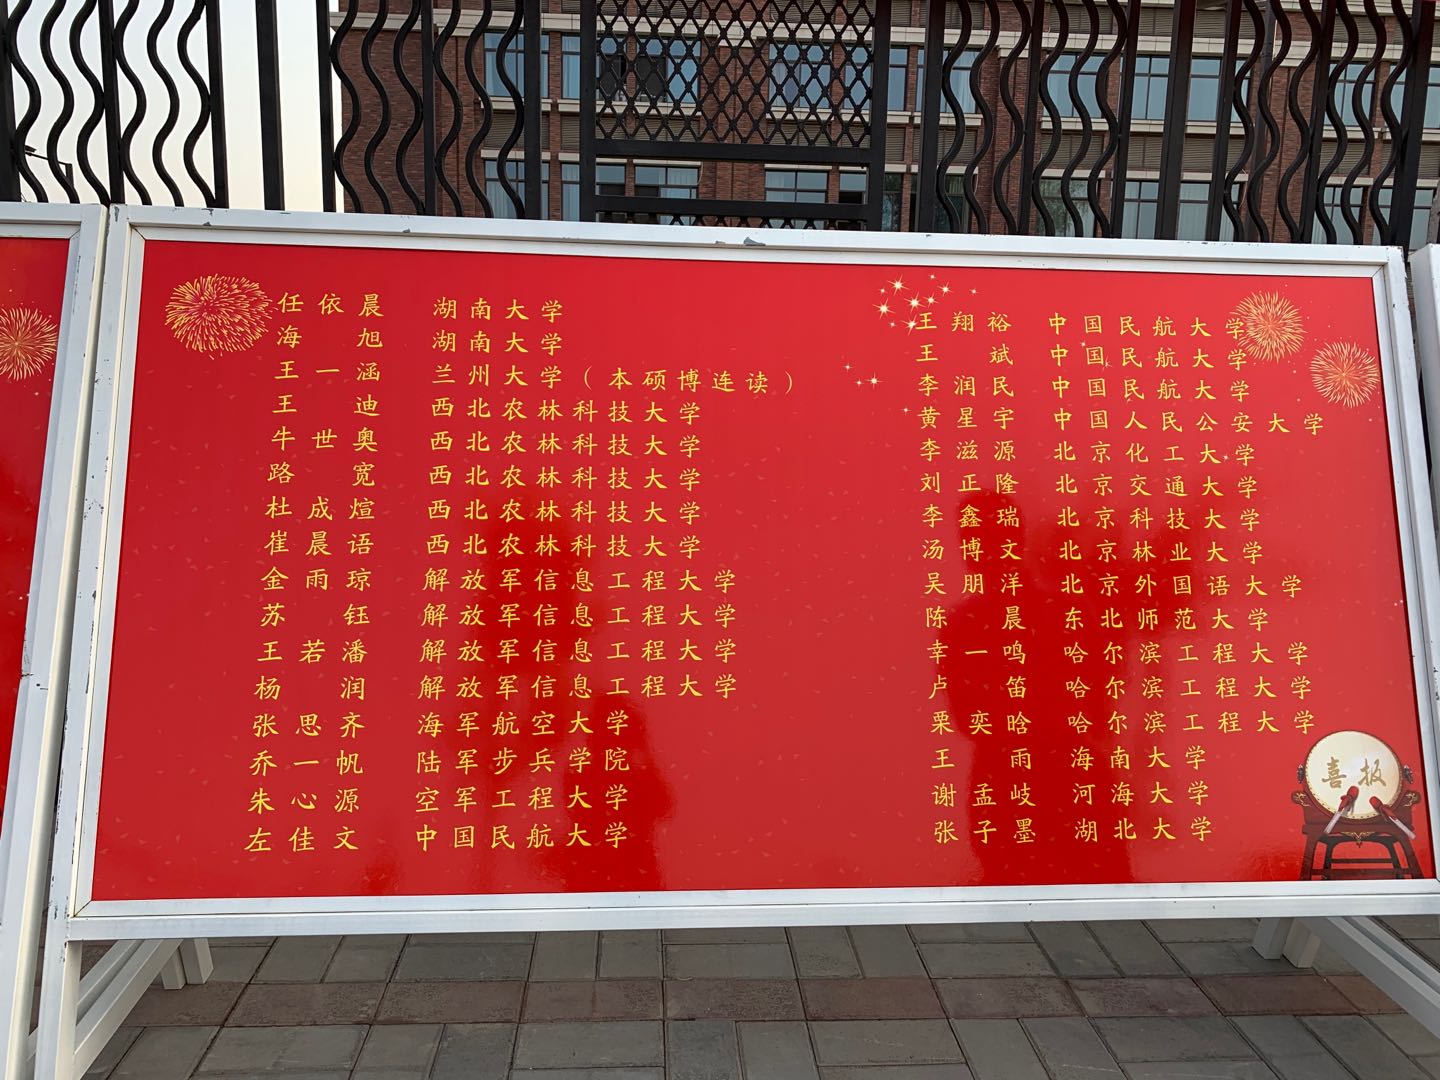 任依晨 湖南大学
海旭 湖南大学
王一涵 兰州大学（本硕博连读）
王迪 西北农林科技大学
牛世奥 西北农林科技大学
路宽 西北农林科技大学
杜成煊 西北农林科技大学
崔晨语 西北农林科技大学
金雨琼 解放军信息工程大学
苏钰 解放军信息工程大学
王若潘 解放军信息工程大学
杨润 解放军信息工程大学
张思齐 海军航空大学
乔一帆 陆军步兵学院
朱心源 空军工程大学
左佳文 中国民航大学
王翔裕 中国民航大学
王斌 中国民航大学
李润民 中国民航大学
黄星宇 中国人民公安大学
李滋源 北京化工大学
刘正隆 北京交通大学
李鑫瑞 北京科技大学
汤博文 北京林业大学
吴朋洋 北京外国语大学
陈晨 东北师范大学
幸一鸣 哈尔滨工程大学
卢笛 哈尔滨工程大学
栗奕晗 哈尔滨工程大学
王雨 海南大学
谢孟岐 河海大学
张子墨 湖北大学
喜报